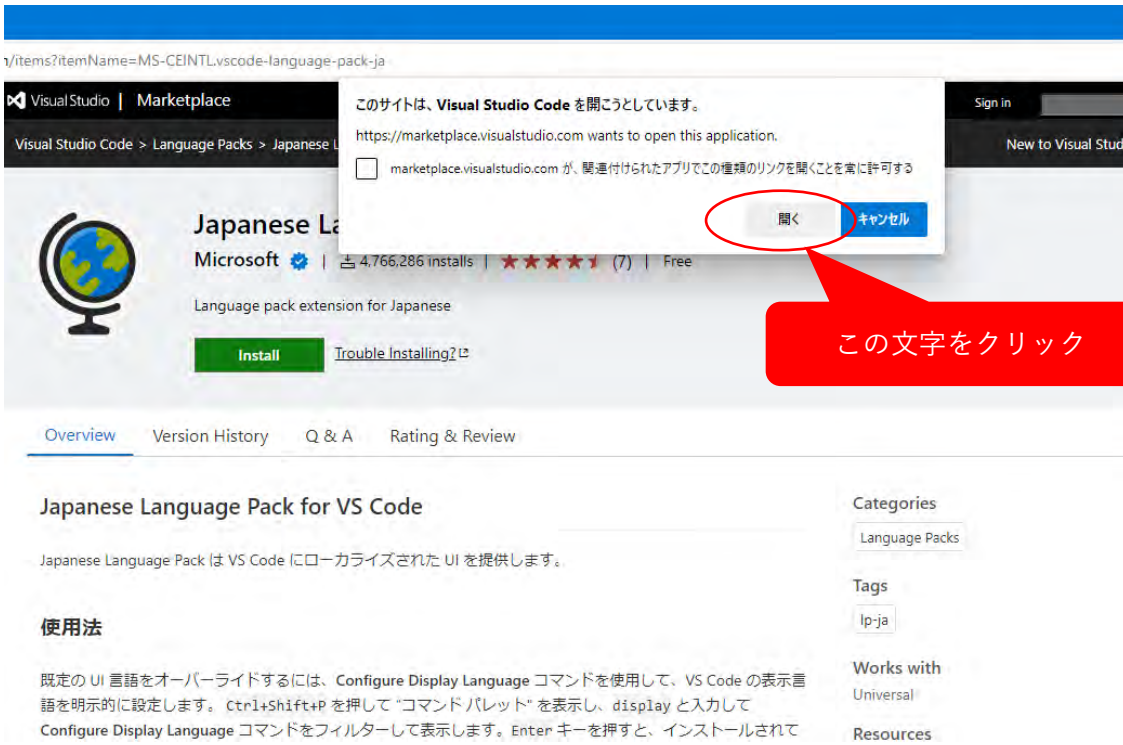 /items?itemName=MS-CEINTL.vscode-language-pack-ja
Visual Studio | Marketplace
Sign in
Visual Studio Code > Language Packs > Japanese L
New to Visual Stud
このサイトは、Visual Studio Code を開こうとしています。
https://marketplace.visualstudio.com wants to open this application.
marketplace.visualstudio.com が、関連付けられたアプリでこの種類のリンクを開くことを常に許可する
開く
キャンセル
Japanese La
Microsoft | 4,766,286 installs | (7) | Free
Language pack extension for Japanese
Install
Trouble Installing?
この文字をクリック
Overview
Version History
Q & A
Rating & Review
Japanese Language Pack for VS Code
Japanese Language Pack は VS Code にローカライズされた UI を提供します。
使用法
既定の UI 言語をオーバーライドするには、Configure Display Language コマンドを使用して、VS Code の表示言
語を明示的に設定します。 Ctrl+Shift+P を押して "コマンド パレット" を表示し、display と入力して
Configure Display Language コマンドをフィルターして表示します。Enter キーを押すと、インストールされて
Categories
Language Packs
Tags
lp-ja
Works with
Universal
Resources